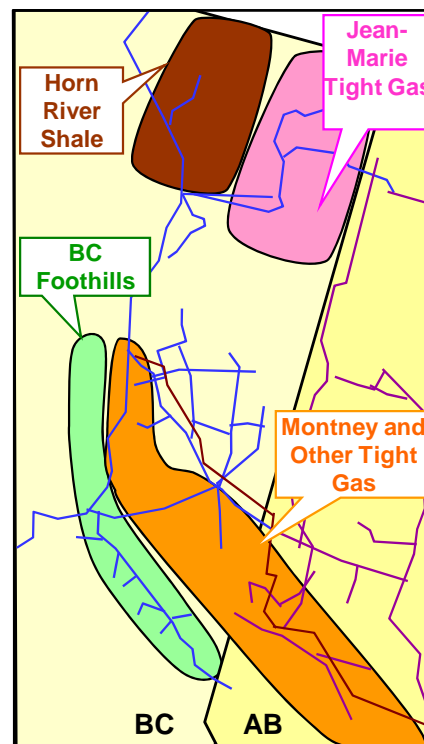 Jean-
Marie
Tight Gas
Horn
River
Shale
BC
Foothills
Montney and
Other Tight
Gas
BC
AB